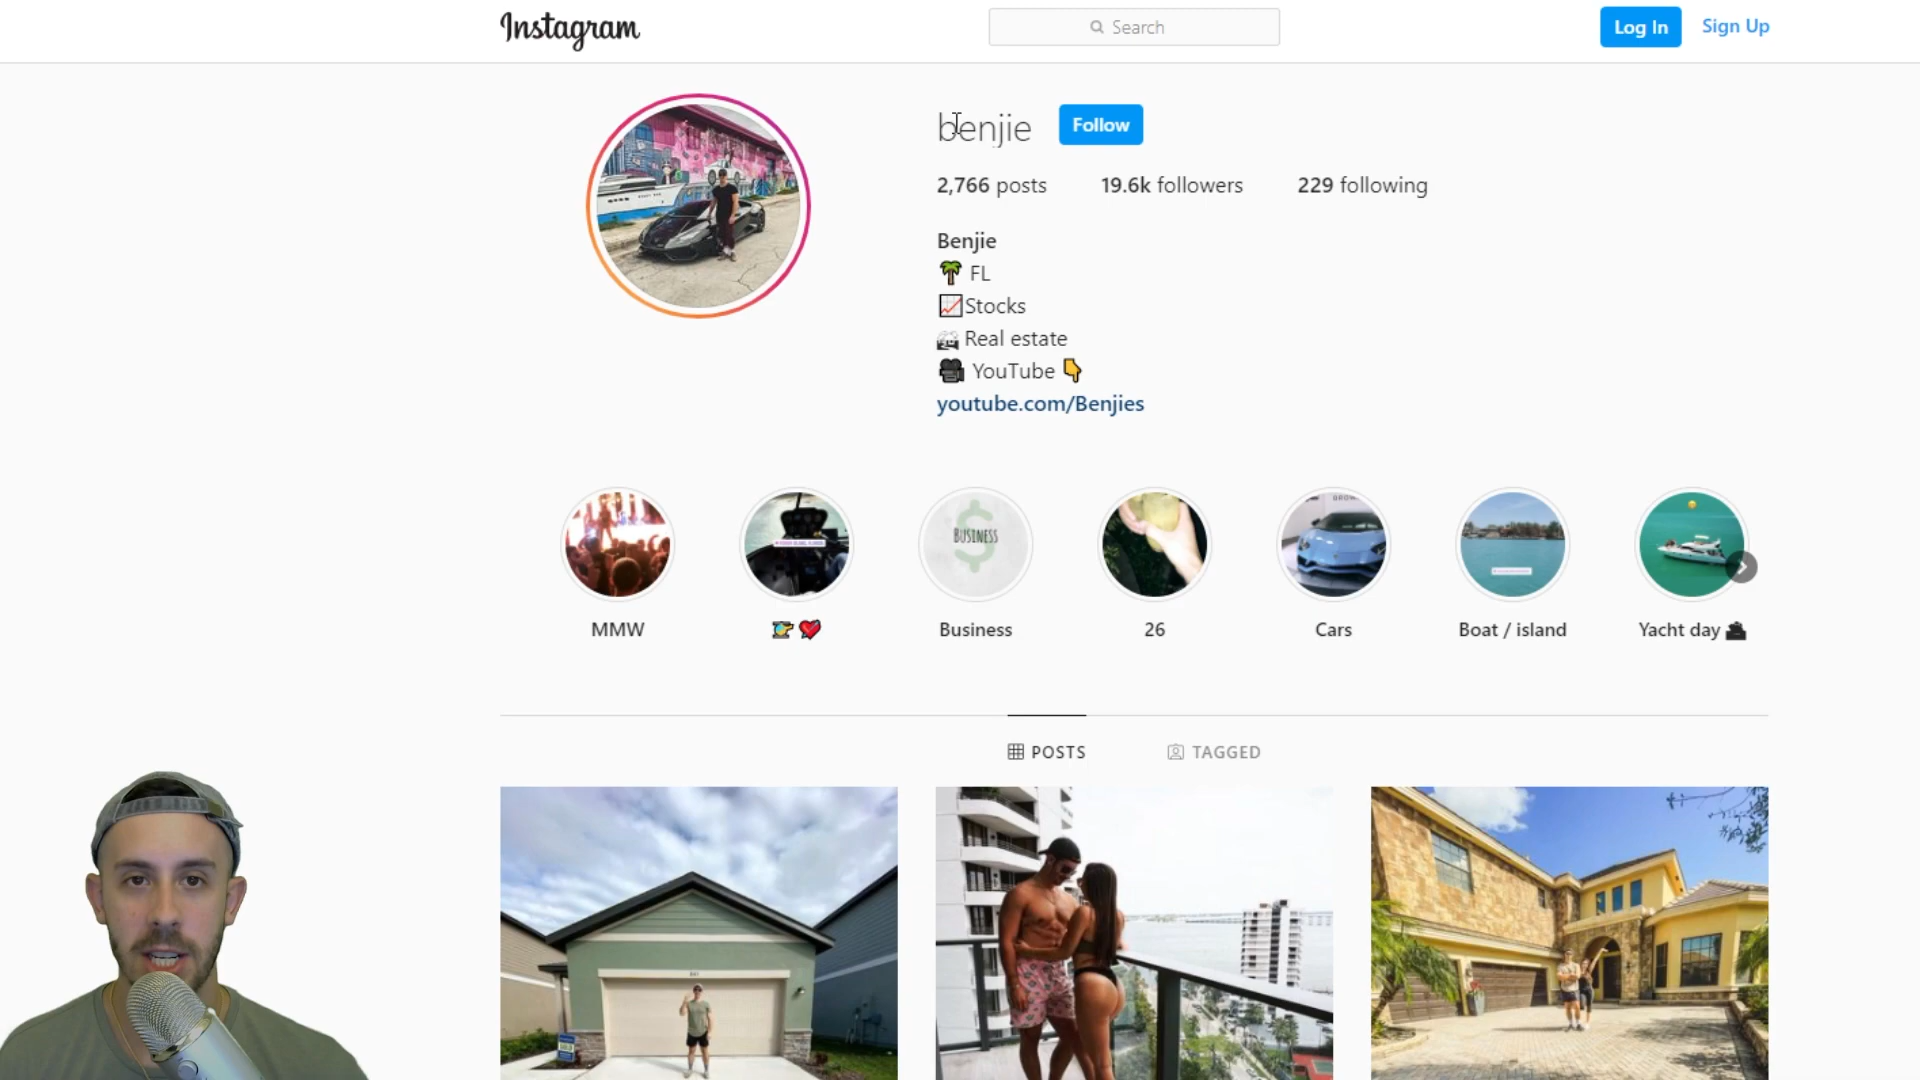 Instagram
Search
Log In
Sign Up
benjie
Follow
2,766 posts
19.6k followers
229 following
Benjie
🌴 FL
📈Stocks
🏘 Real estate
🎥 YouTube 👇
youtube.com/Benjies
BUSINESS
MMW
Business
26
Cars
Boat / island
Yacht day 🛳
POSTS
TAGGED